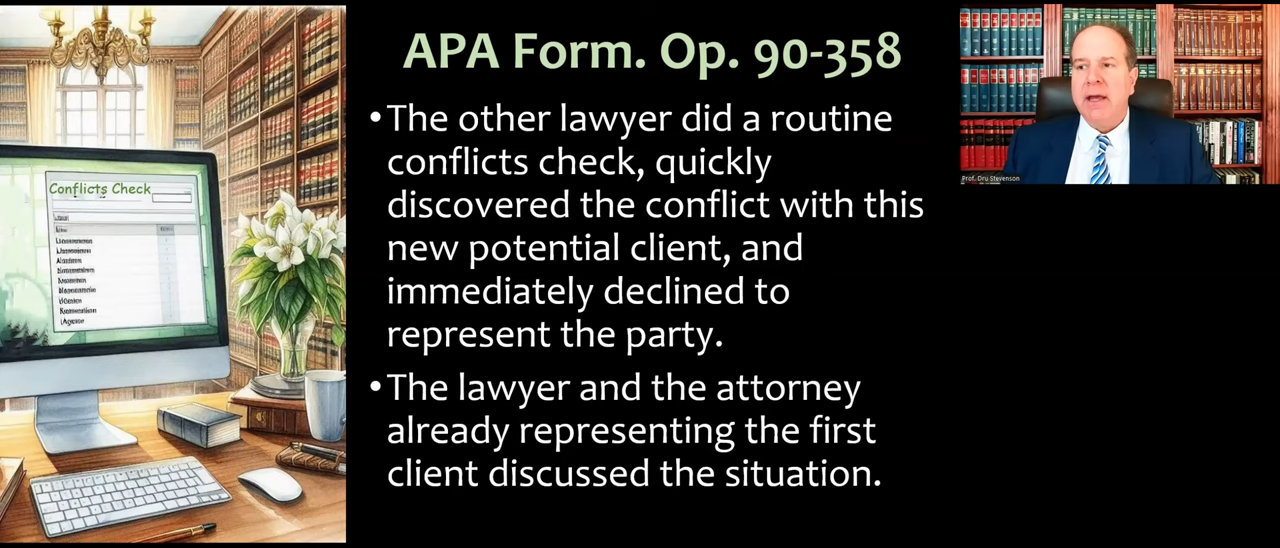 APA Form. Op. 90-358
•The other lawyer did a routine
conflicts check, quickly
discovered the conflict with this
new potential client, and
immediately declined to
represent the party.
•The lawyer and the attorney
already representing the first
client discussed the situation.
Conflicts Check
Prof. Dru Stevenson